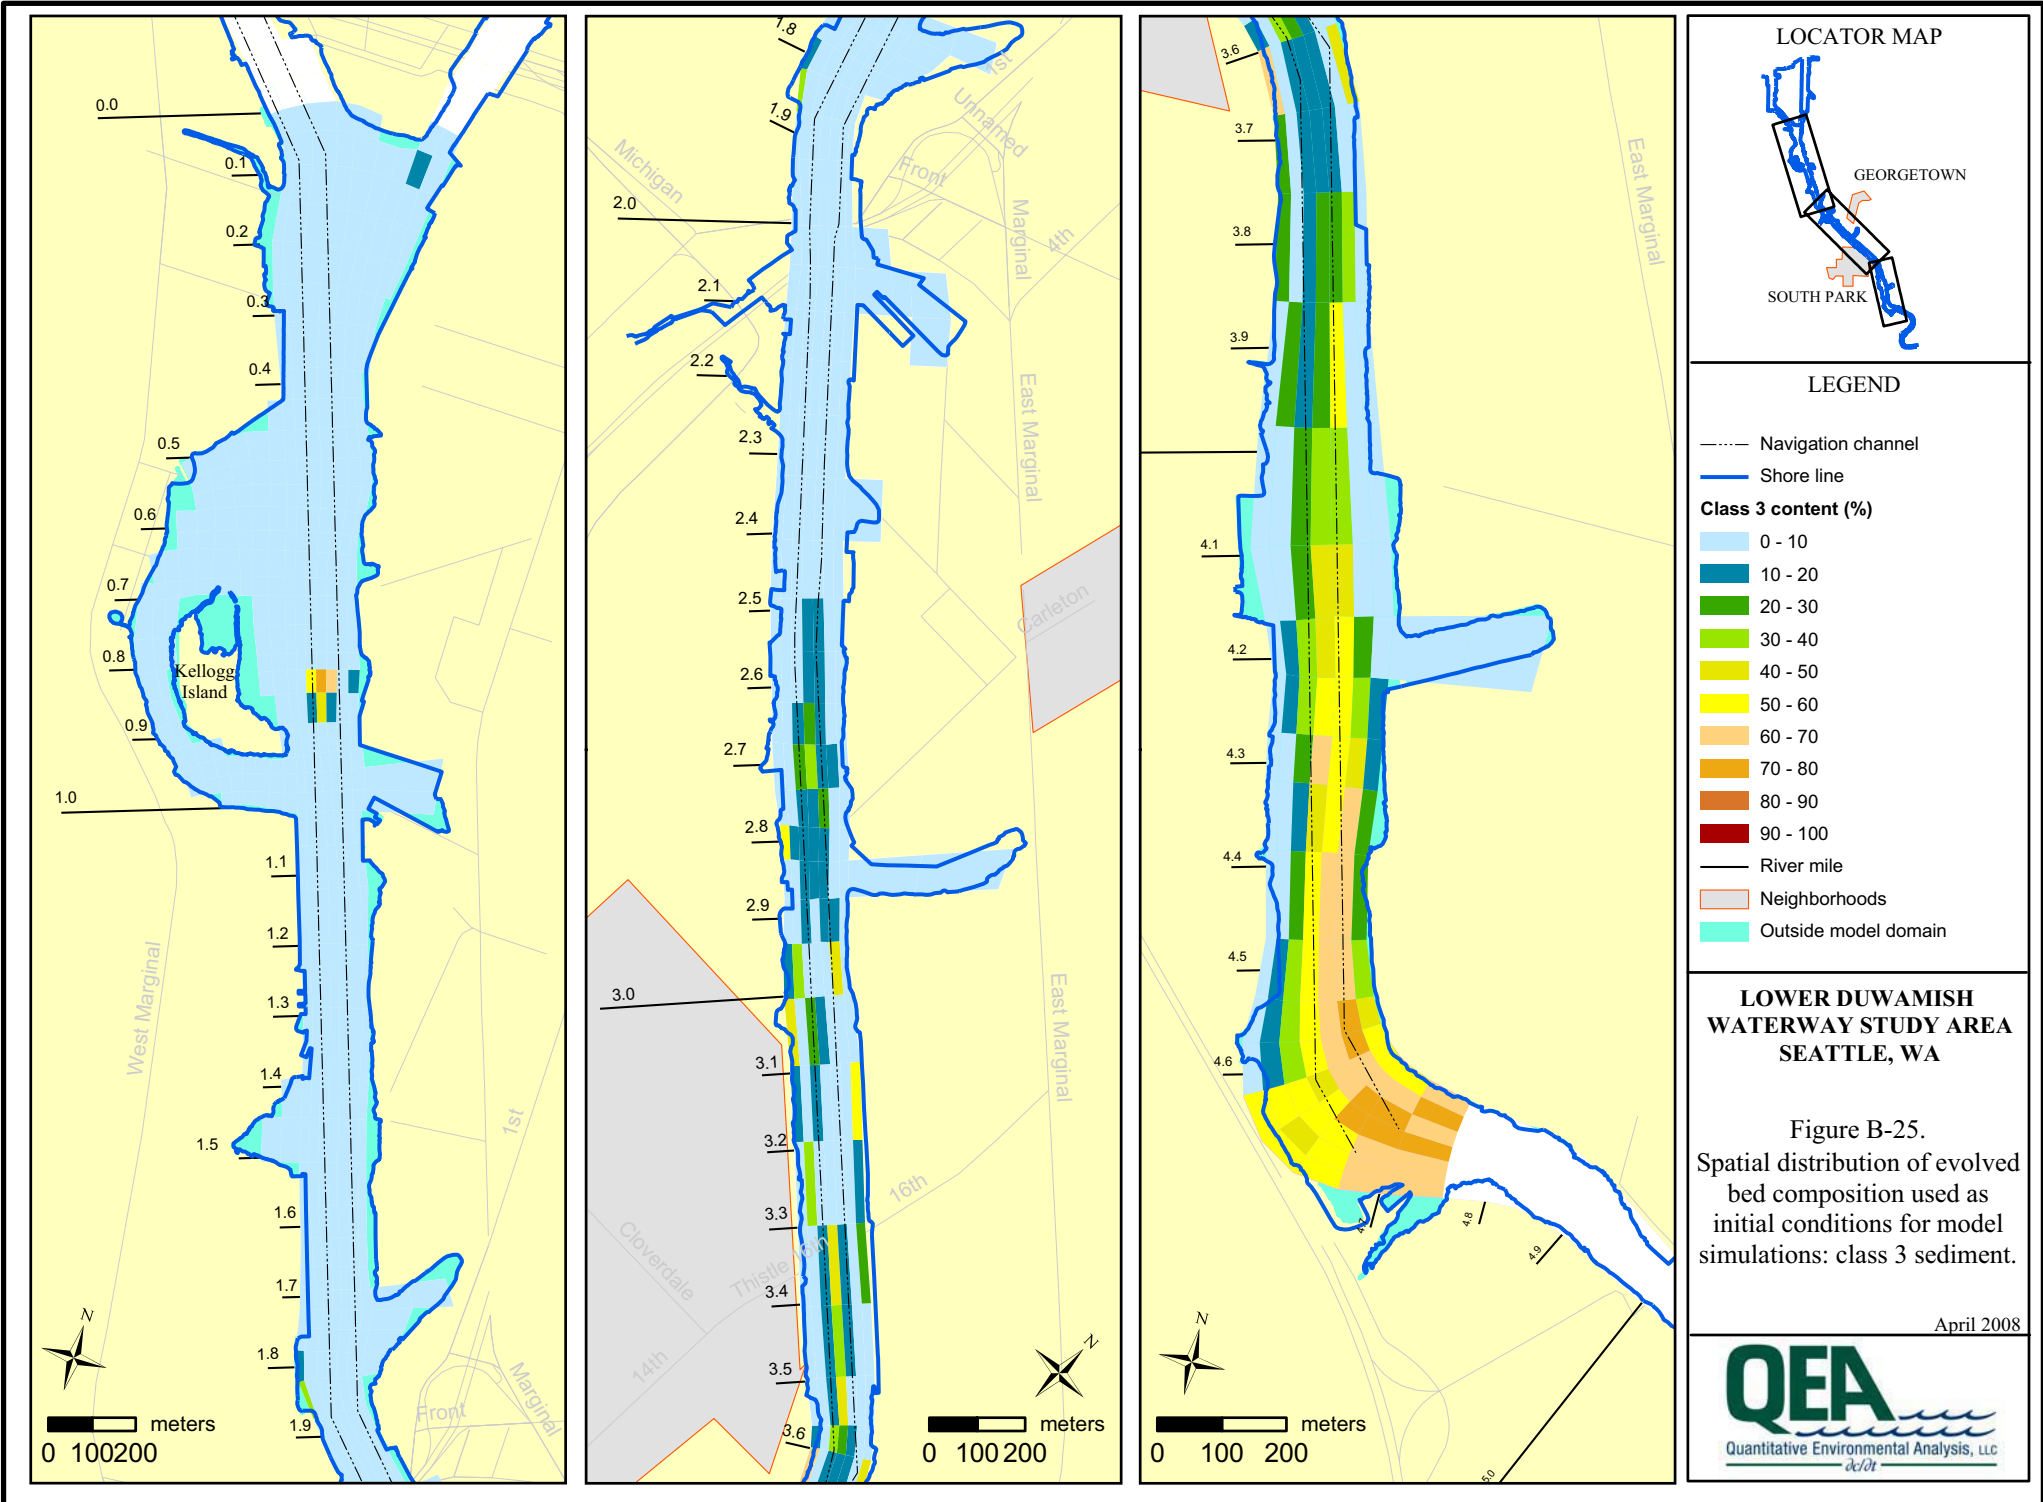 0.0
0.1
0.2
0.3
0.4
0.5
0.6
0.7
0.8
0.9
1.0
1.1
1.2
1.3
1.4
1.5
1.6
1.7
1.8
1.9
Kellogg
Island
West Marginal
1st
Front
Marginal
N
meters
0 100 200
1.8
1.9
2.0
2.1
2.2
2.3
2.4
2.5
2.6
2.7
2.8
2.9
3.0
3.1
3.2
3.3
3.4
3.5
3.6
1st
Unnamed
Front
Michigan
Marginal
4th
East Marginal
Carleton
East Marginal
16th
Cloverdale
Thistle
16th
14th
N
meters
0 100 200
3.6
3.7
3.8
3.9
4.1
4.2
4.3
4.4
4.5
4.6
4.7
4.8
4.9
5.0
East Marginal
N
meters
0 100 200
LOCATOR MAP
GEORGETOWN
SOUTH PARK
LEGEND
Navigation channel
Shore line
Class 3 content (%)
0 - 10
10 - 20
20 - 30
30 - 40
40 - 50
50 - 60
60 - 70
70 - 80
80 - 90
90 - 100
River mile
Neighborhoods
Outside model domain
LOWER DUWAMISH
WATERWAY STUDY AREA
SEATTLE, WA
Figure B-25.
Spatial distribution of evolved
bed composition used as
initial conditions for model
simulations: class 3 sediment.
April 2008
QEA
Quantitative Environmental Analysis, LLC
∂c/∂t